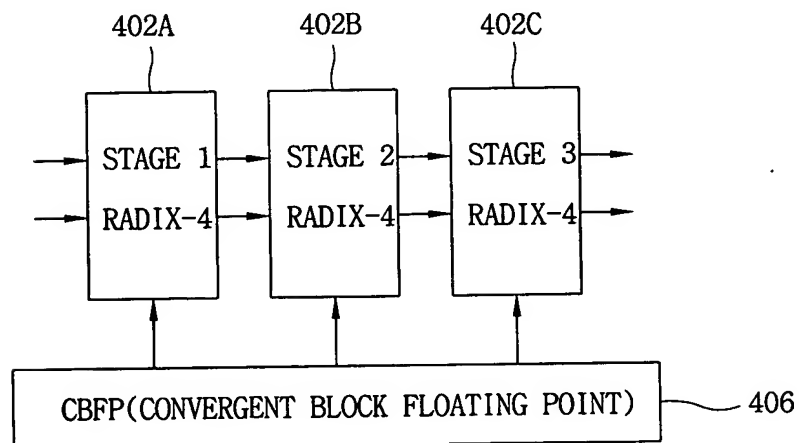 402A 402B 402C
STAGE 1 STAGE 2 STAGE 3
RADIX-4 RADIX-4 RADIX-4
CBFP(CONVERGENT BLOCK FLOATING POINT) 406